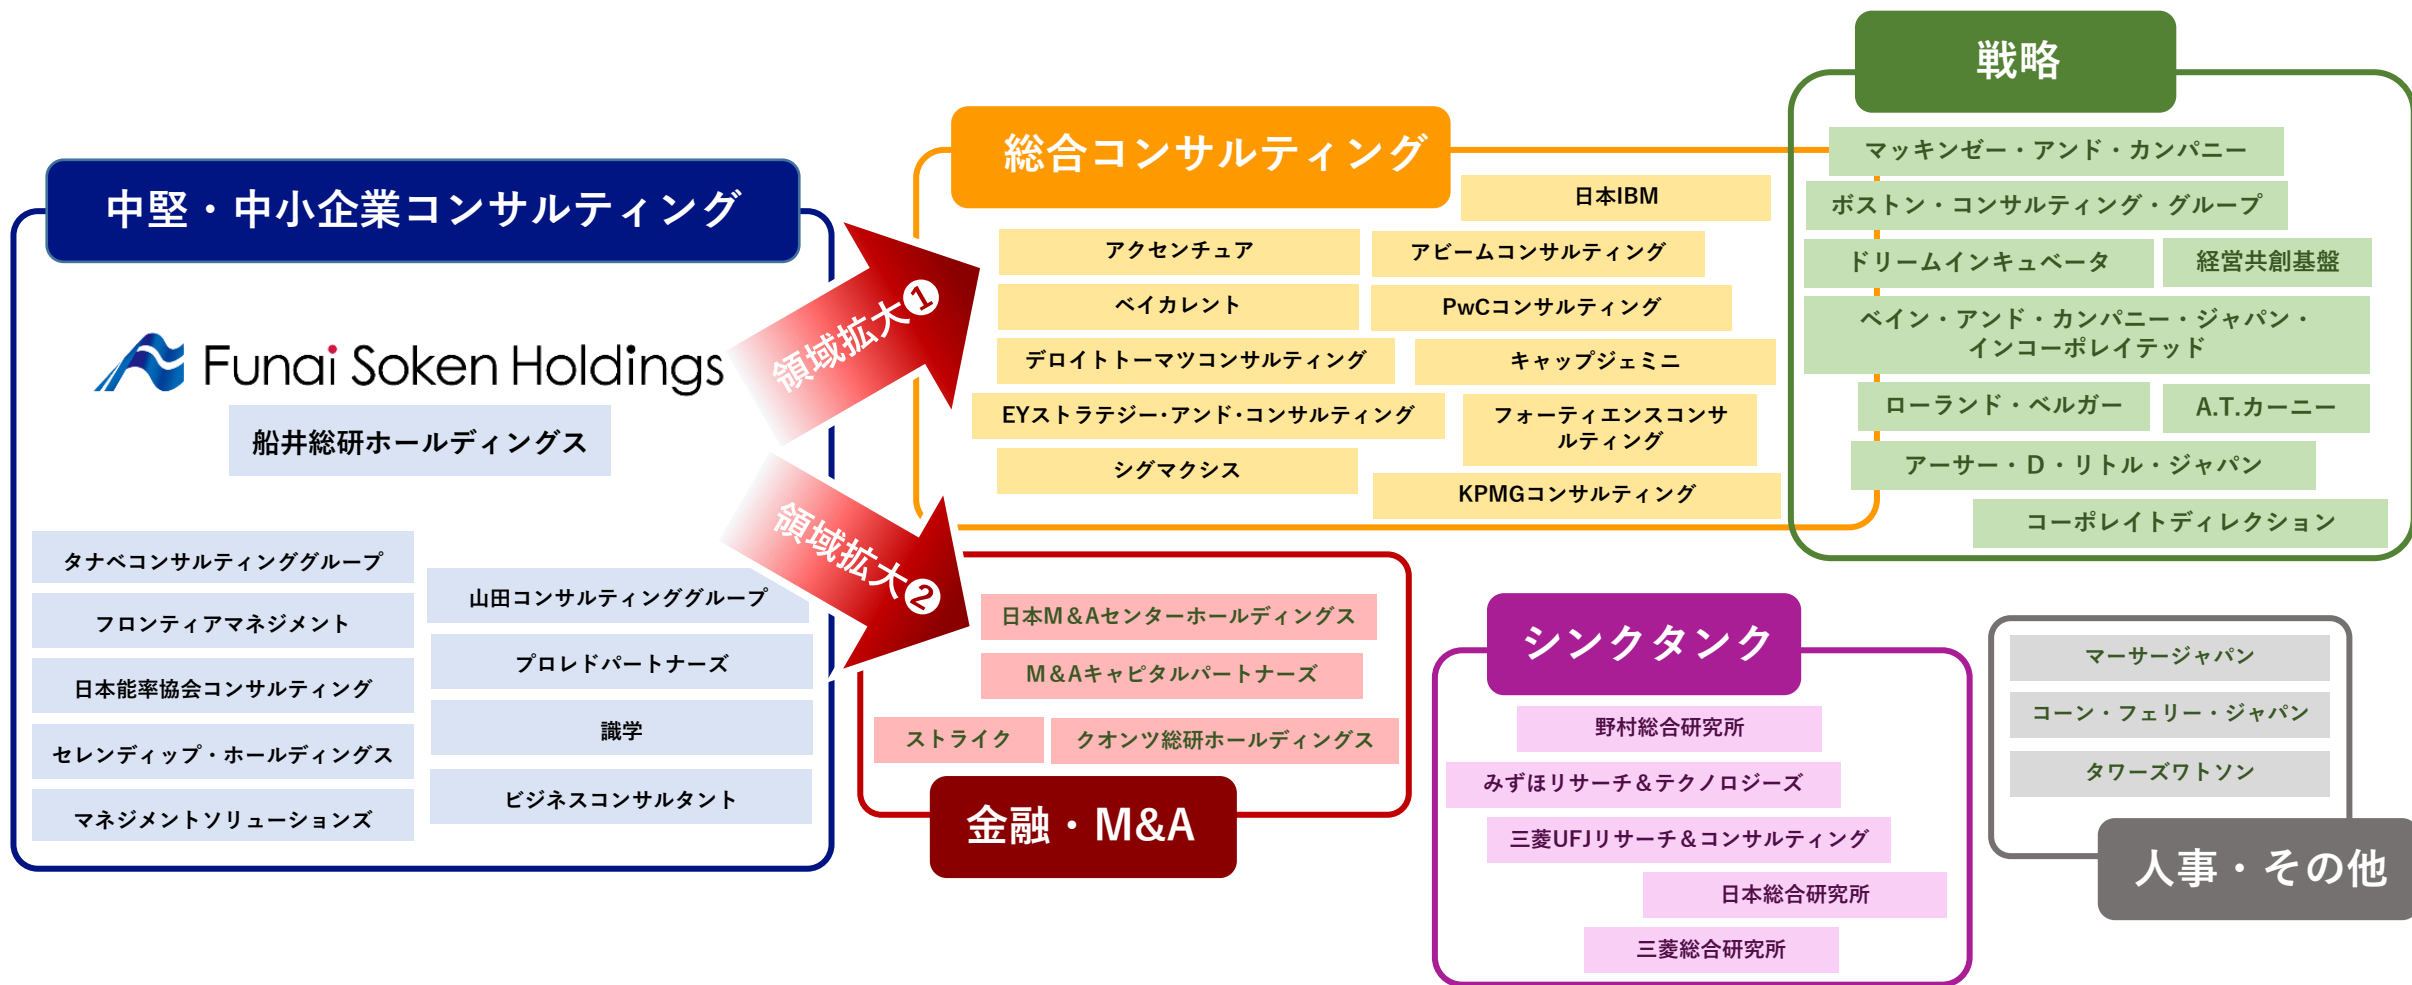 中堅・中小企業コンサルティング
Funai Soken Holdings
船井総研ホールディングス
タナベコンサルティンググループ
フロンティアマネジメント
日本能率協会コンサルティング
セレンディップ・ホールディングス
マネジメントソリューションズ
山田コンサルティンググループ
プロレドパートナーズ
識学
ビジネスコンサルタント
領域拡大❶
領域拡大❷
総合コンサルティング
日本IBM
アクセンチュア
アビームコンサルティング
ベイカレント
PwCコンサルティング
デロイトトーマツコンサルティング
キャップジェミニ
EYストラテジー・アンド・コンサルティング
フォーティエンスコンサ
ルティング
シグマクシス
KPMGコンサルティング
戦略
マッキンゼー・アンド・カンパニー
ボストン・コンサルティング・グループ
ドリームインキュベータ
経営共創基盤
ベイン・アンド・カンパニー・ジャパン・
インコーポレイテッド
ローランド・ベルガー
A.T.カーニー
アーサー・D・リトル・ジャパン
コーポレイトディレクション
日本M&Aセンターホールディングス
M&Aキャピタルパートナーズ
ストライク
クオンツ総研ホールディングス
金融・M&A
シンクタンク
野村総合研究所
みずほリサーチ&テクノロジーズ
三菱UFJリサーチ&コンサルティング
日本総合研究所
三菱総合研究所
マーサージャパン
コーン・フェリー・ジャパン
タワーズワトソン
人事・その他